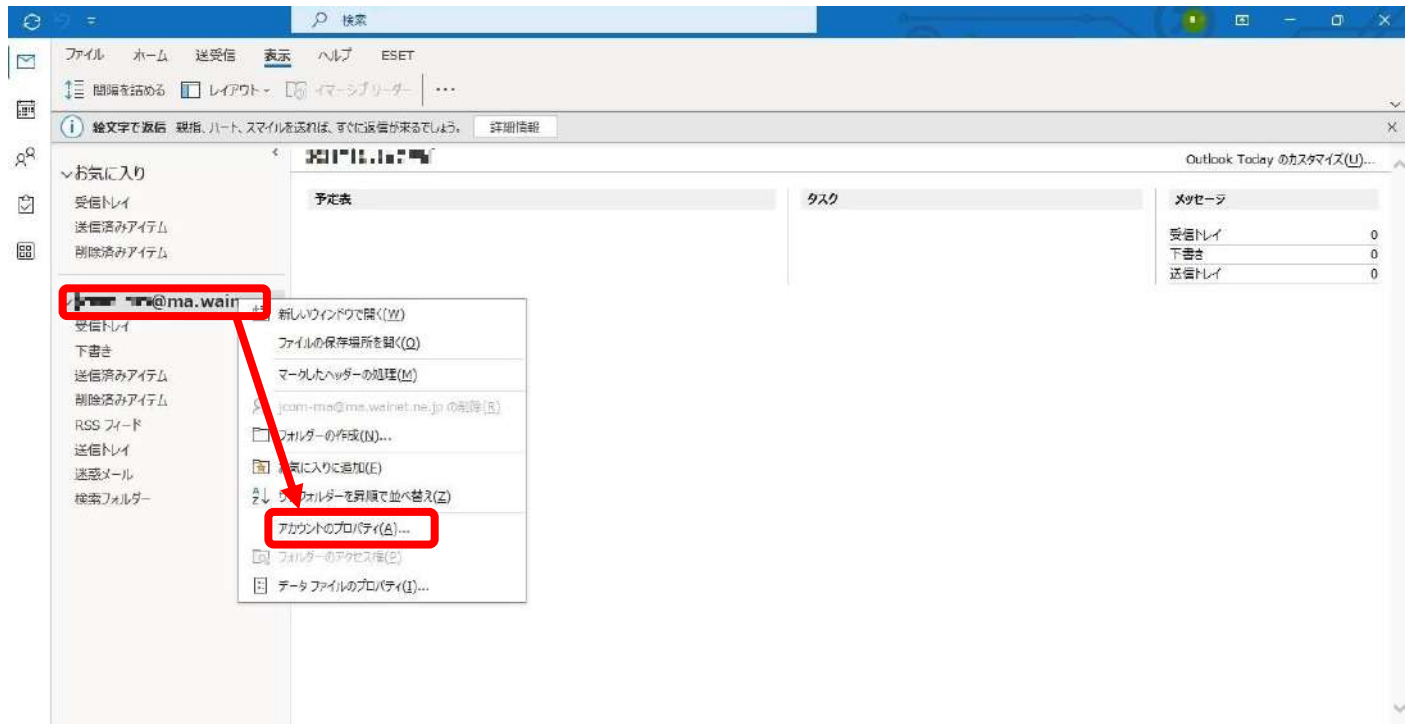 検索
ファイル ホーム 送受信 表示 ヘルプ ESET
間隔を詰める レイアウト イマーシブ リーダー ...
絵文字で返信 親指、ハート、スマイルを送れば、すぐに返信が来るでしょう。 詳細情報
Outlook Today のカスタマイズ(U)...
お気に入り
受信トレイ
送信済みアイテム
削除済みアイテム
予定表 タスク メッセージ
受信トレイ 0
下書き 0
送信トレイ 0
@ma.wain
受信トレイ
下書き
送信済みアイテム
削除済みアイテム
RSS フィード
送信トレイ
迷惑メール
検索フォルダー
新しいウィンドウで開く(W)
ファイルの保存場所を開く(O)
マークしたヘッダーの処理(M)
jcom-ma@ma.wainet.ne.jp の削除(R)
フォルダーの作成(N)...
気に入りに追加(F)
フォルダーを昇順で並べ替え(Z)
アカウントのプロパティ(A)...
フォルダーのアクセス権(P)
データ ファイルのプロパティ(I)...